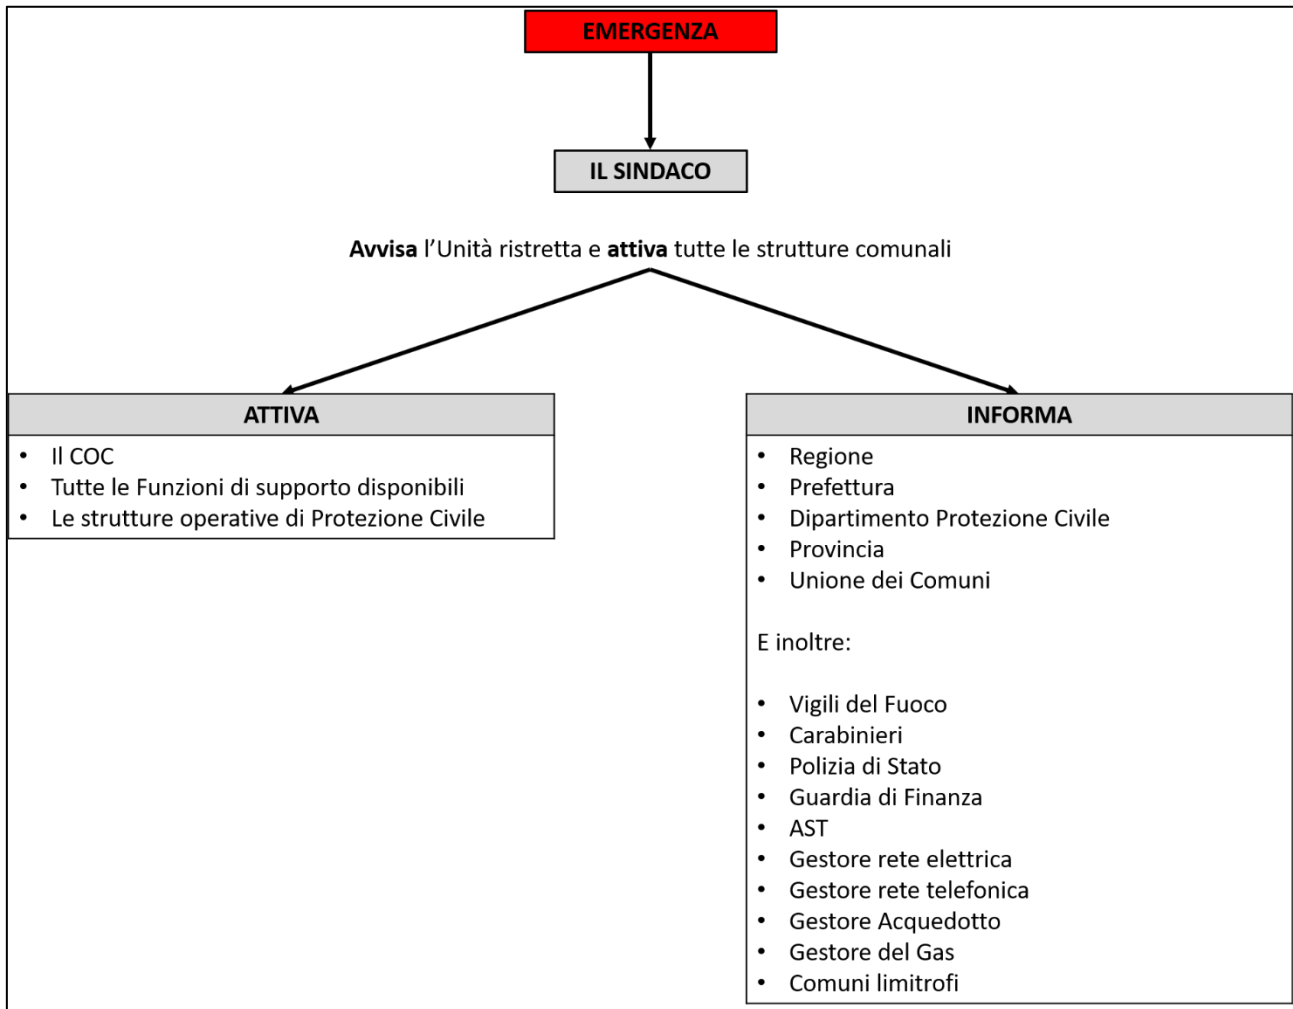 EMERGENZA
IL SINDACO
Avvisa l'Unità ristretta e attiva tutte le strutture comunali
ATTIVA
• Il COC
• Tutte le Funzioni di supporto disponibili
• Le strutture operative di Protezione Civile
INFORMA
• Regione
• Prefettura
• Dipartimento Protezione Civile
• Provincia
• Unione dei Comuni
E inoltre:
• Vigili del Fuoco
• Carabinieri
• Polizia di Stato
• Guardia di Finanza
• AST
• Gestore rete elettrica
• Gestore rete telefonica
• Gestore Acquedotto
• Gestore del Gas
• Comuni limitrofi